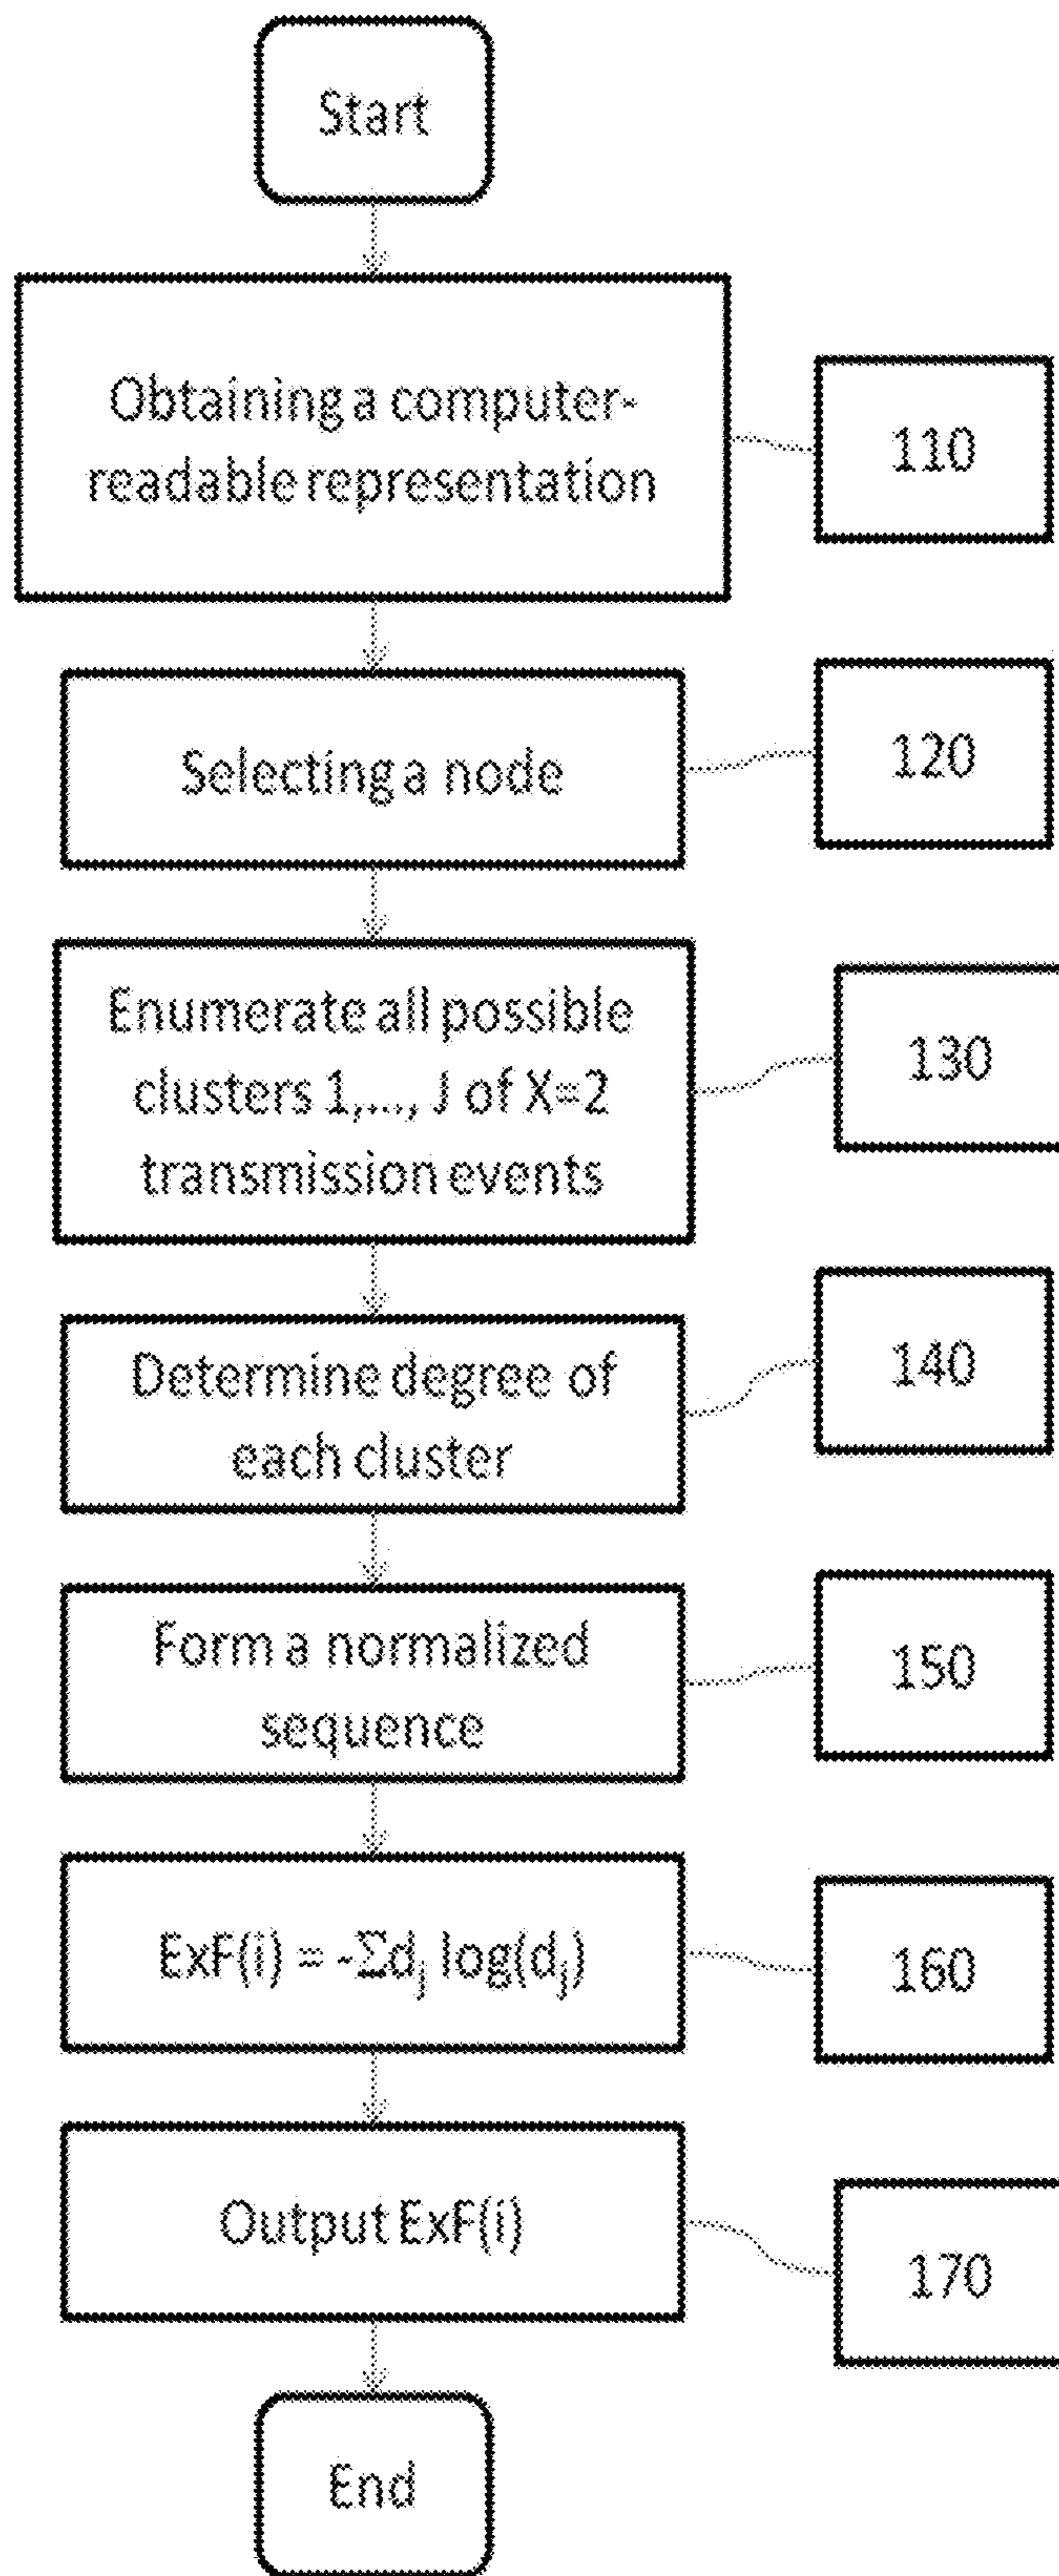 Start
Obtaining a computer-
readable representation
110
Selecting a node
120
Enumerate all possible
clusters 1,..., J of X=2
transmission events
130
Determine degree of
each cluster
140
Form a normalized
sequence
150
ExF(i) = -Σdj log(dj)
160
Output ExF(i)
170
End